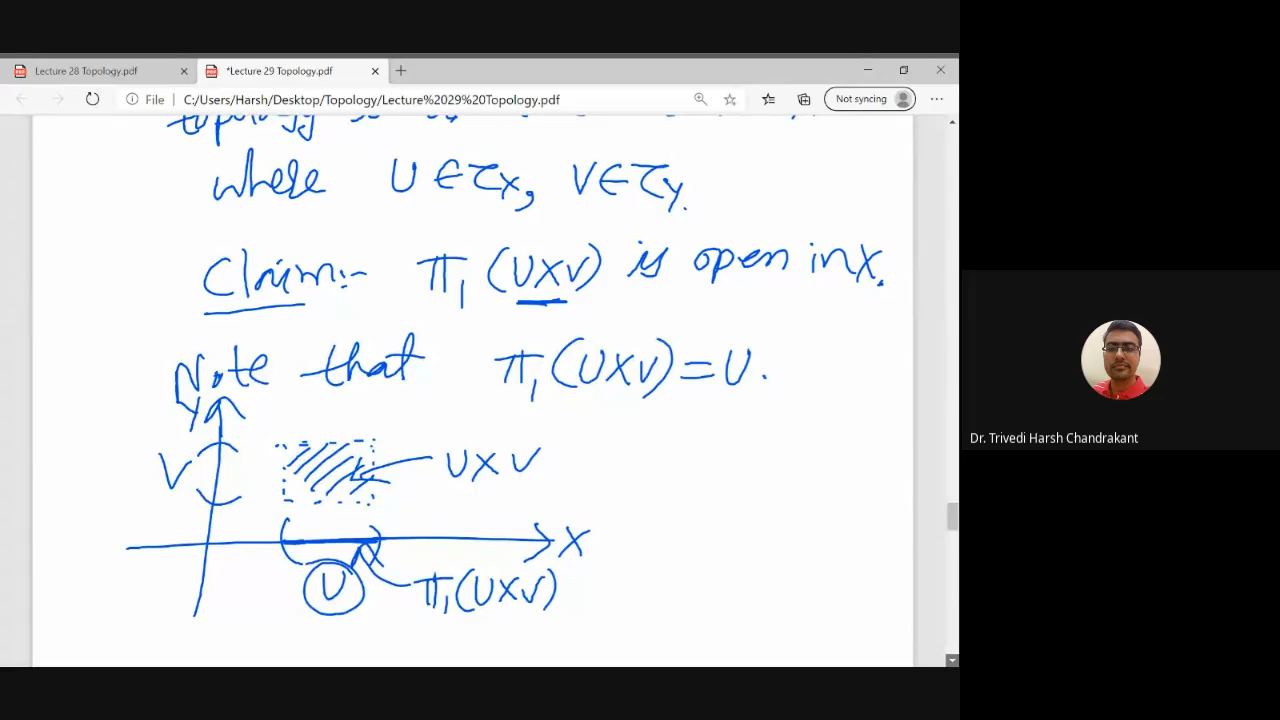 Lecture 28 Topology.pdf
*Lecture 29 Topology.pdf
File
C:/Users/Harsh/Desktop/Topology/Lecture%2029%20Topology.pdf
Not syncing
topology
where U ∈ τX, V ∈ τY.
Claim:- π1 (U×V) is open in X.
Note that π1 (U×V) = U.
Y
V
U×V
X
U
π1 (U×V)
Dr. Trivedi Harsh Chandrakant